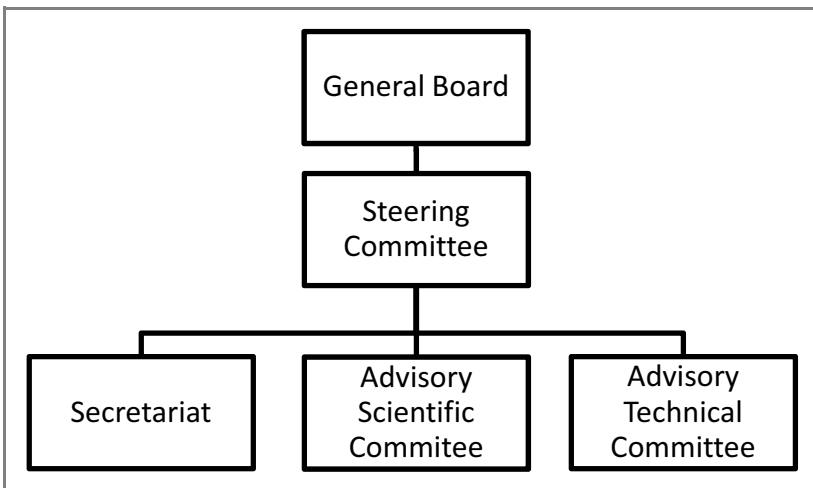 General Board
Steering
Committee
Secretariat
Advisory
Scientific
Commitee
Advisory
Technical
Committee